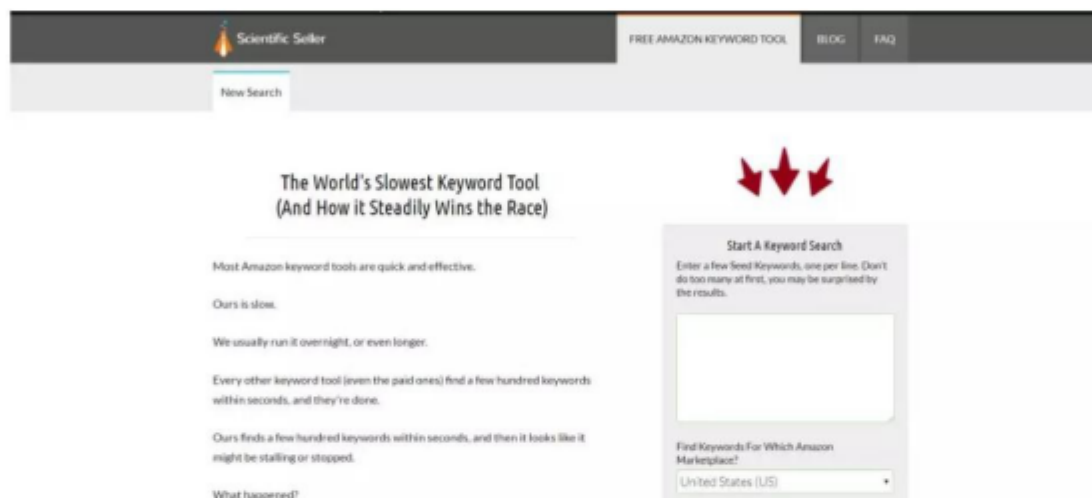 Scientific Seller
FREE AMAZON KEYWORD TOOL
BLOG
FAQ
New Search
The World's Slowest Keyword Tool
(And How it Steadily Wins the Race)
Most Amazon keyword tools are quick and effective.
Ours is slow.
We usually run it overnight, or even longer.
Every other keyword tool (even the paid ones) find a few hundred keywords
within seconds, and they're done.
Ours finds a few hundred keywords within seconds, and then it looks like it
might be stalling or stopped.
What happened?
Start A Keyword Search
Enter a few Seed Keywords, one per line. Don't
do too many at first, you may be surprised by
the results.
Find Keywords For Which Amazon
Marketplace?
United States (US)